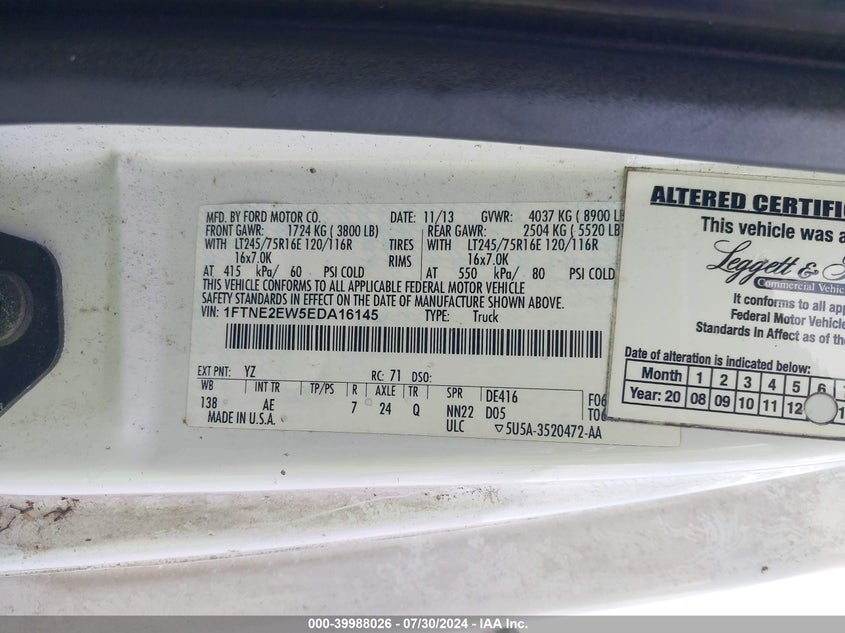 MFD. BY FORD MOTOR CO. DATE: 11/13 GVWR: 4037 KG ( 8900 LB
FRONT GAWR: 1724 KG ( 3800 LB) REAR GAWR: 2504 KG ( 5520 LB
WITH LT245/75R16E 120/116R TIRES WITH LT245/75R16E 120/116R
16x7.0K RIMS 16x7.0K
AT 415 kPa/ 60 PSI COLD AT 550 kPa/ 80 PSI COLD
THIS VEHICLE CONFORMS TO ALL APPLICABLE FEDERAL MOTOR VEHICLE
SAFETY STANDARDS IN EFFECT ON THE DATE OF MANUFACTURE SHOWN ABOVE.
VIN: 1FTNE2EW5EDA16145 TYPE: Truck
EXT PNT: YZ RC: 71 DSO:
WB INT TR TP/PS R AXLE TR SPR DE416 F06
138 AE 7 24 Q NN22 D05
MADE IN U.S.A. ULC ▽5U5A-3520472-AA
ALTERED CERTIFIC
This vehicle was a
Leggett &
Commercial Vehic
It conforms to all app
Federal Motor Vehicle
Standards In Affect as of the
Date of alteration is indicated below:
Month 1 2 3 4 5 6
Year: 20 08 09 10 11 12
000-39988026 - 07/30/2024 - IAA Inc.